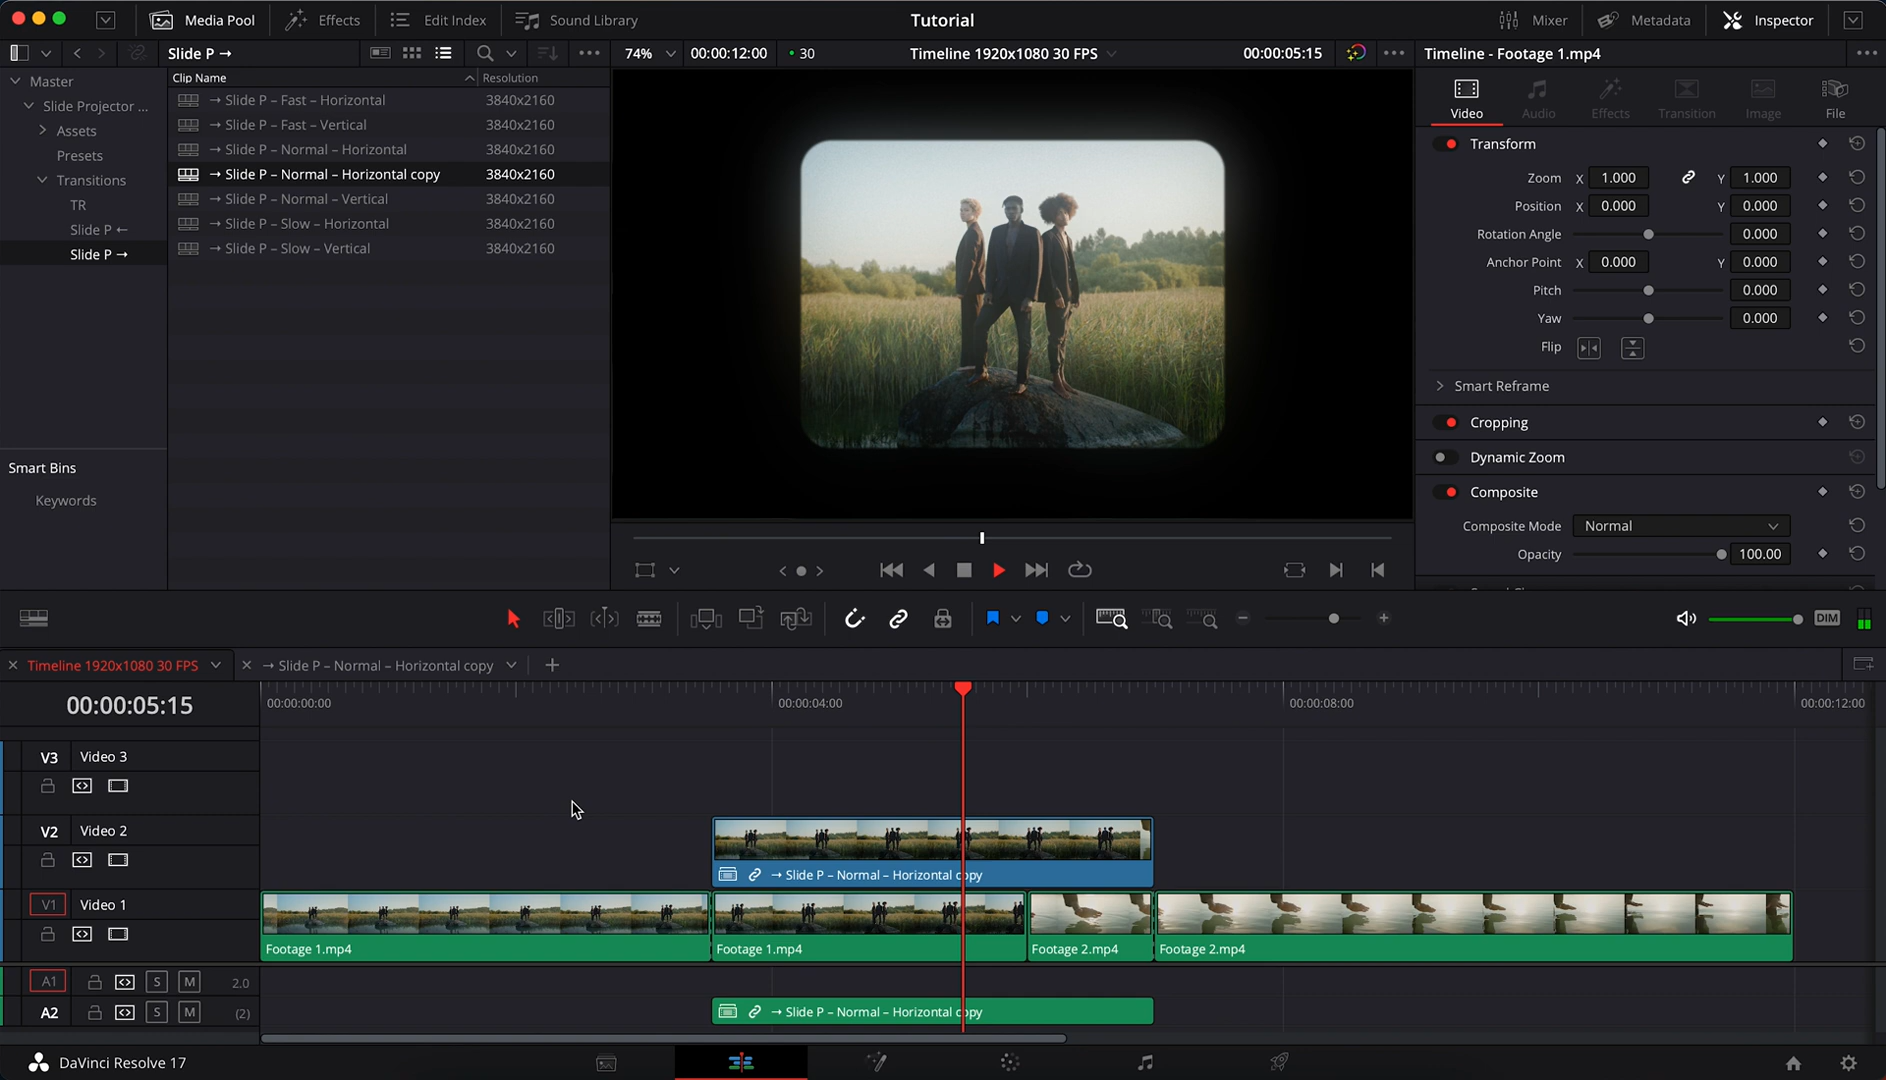 Media Pool
Effects
Edit Index
Sound Library
Tutorial
Mixer
Metadata
Inspector
Slide P →
74%
00:00:12:00
30
Timeline 1920x1080 30 FPS
00:00:05:15
Timeline - Footage 1.mp4
Master
Slide Projector ...
Assets
Presets
Transitions
TR
Slide P ←
Slide P →
Smart Bins
Keywords
Clip Name
Resolution
→ Slide P – Fast – Horizontal 3840x2160
→ Slide P – Fast – Vertical 3840x2160
→ Slide P – Normal – Horizontal 3840x2160
→ Slide P – Normal – Horizontal copy 3840x2160
→ Slide P – Normal – Vertical 3840x2160
→ Slide P – Slow – Horizontal 3840x2160
→ Slide P – Slow – Vertical 3840x2160
Video
Audio
Effects
Transition
Image
File
Transform
Zoom X 1.000 Y 1.000
Position X 0.000 Y 0.000
Rotation Angle 0.000
Anchor Point X 0.000 Y 0.000
Pitch 0.000
Yaw 0.000
Flip
Smart Reframe
Cropping
Dynamic Zoom
Composite
Composite Mode Normal
Opacity 100.00
DIM
Timeline 1920x1080 30 FPS
→ Slide P – Normal – Horizontal copy
00:00:05:15
00:00:00:00
00:00:04:00
00:00:08:00
00:00:12:00
V3 Video 3
V2 Video 2
→ Slide P – Normal – Horizontal copy
V1 Video 1
Footage 1.mp4
Footage 1.mp4
Footage 2.mp4
Footage 2.mp4
A1 S M 2.0
A2 S M (2)
→ Slide P – Normal – Horizontal copy
DaVinci Resolve 17